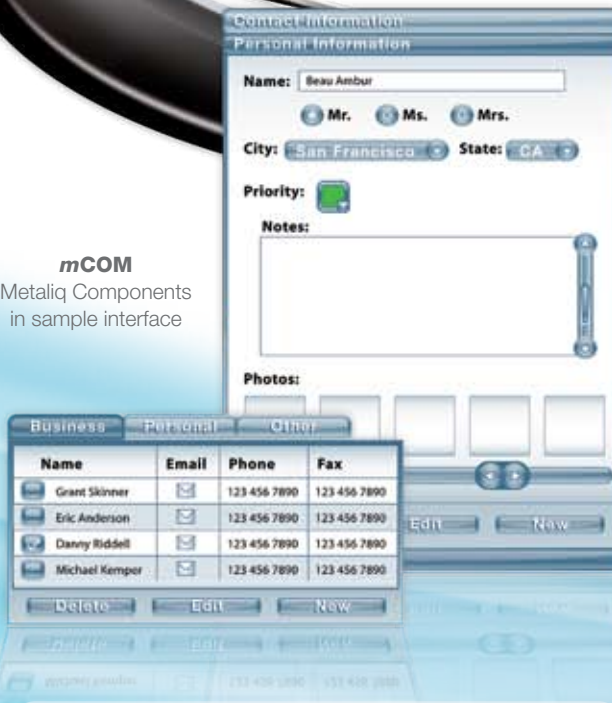 Contact Information
Personal Information
Name: Beau Ambur
Mr. Ms. Mrs.
City: San Francisco State: CA
Priority:
Notes:
mCOM
Metaliq Components
in sample interface
Photos:
Edit New
Business Personal Other
Name Email Phone Fax
Grant Skinner 123 456 7890 123 456 7890
Eric Anderson 123 456 7890 123 456 7890
Danny Riddell 123 456 7890 123 456 7890
Michael Kemper 123 456 7890 123 456 7890
Delete Edit New